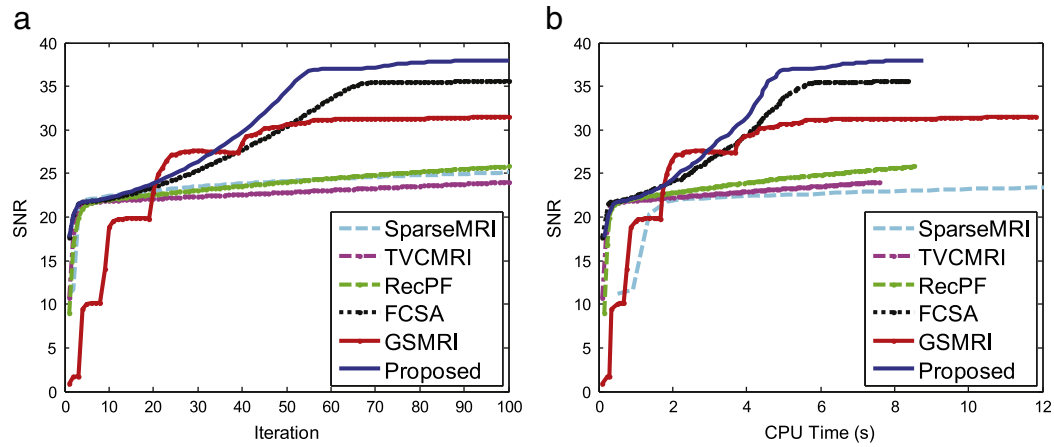 a
SNR
40
35
30
25
20
15
10
5
0
0 10 20 30 40 50 60 70 80 90 100
Iteration
SparseMRI
TVCMRI
RecPF
FCSA
GSMRI
Proposed
b
SNR
40
35
30
25
20
15
10
5
0
0 2 4 6 8 10 12
CPU Time (s)
SparseMRI
TVCMRI
RecPF
FCSA
GSMRI
Proposed